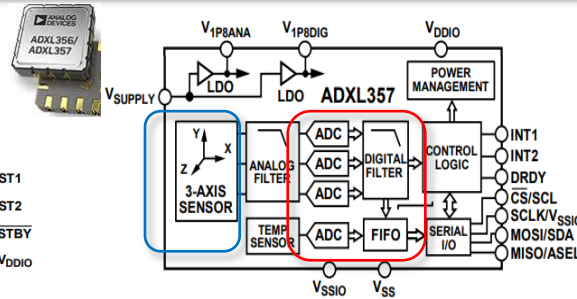 ANALOG
DEVICES
ADXL356/
ADXL357
V1P8ANA
V1P8DIG
VDDIO
VSUPPLY
LDO
LDO
ADXL357
POWER
MANAGEMENT
Y
X
Z
3-AXIS
SENSOR
ANALOG
FILTER
ADC
ADC
ADC
DIGITAL
FILTER
CONTROL
LOGIC
TEMP
SENSOR
ADC
FIFO
SERIAL
I/O
INT1
INT2
DRDY
CS/SCL
SCLK/VSSIO
MOSI/SDA
MISO/ASEL
VSSIO
VSS
ST1
ST2
STBY
VDDIO